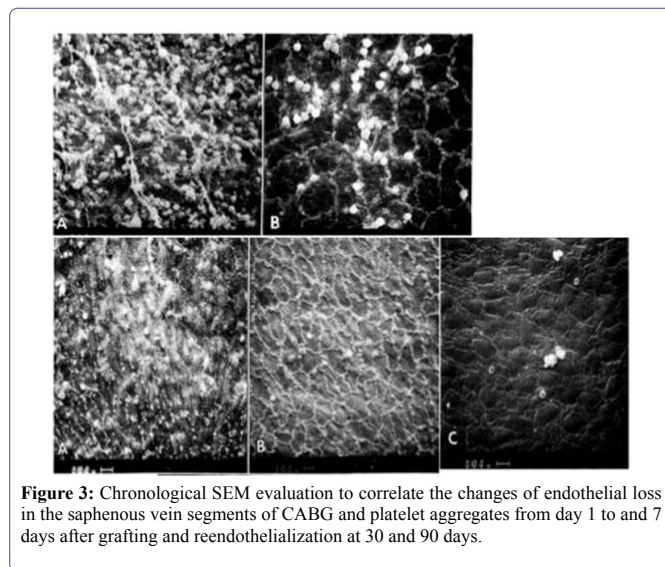 A
B
A
B
C
Figure 3: Chronological SEM evaluation to correlate the changes of endothelial loss
in the saphenous vein segments of CABG and platelet aggregates from day 1 to and 7
days after grafting and reendothelialization at 30 and 90 days.